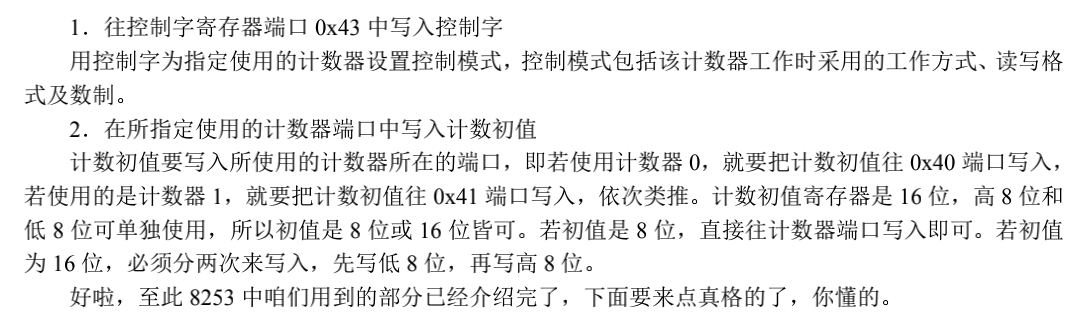 1．往控制字寄存器端口 0x43 中写入控制字
用控制字为指定使用的计数器设置控制模式，控制模式包括该计数器工作时采用的工作方式、读写格
式及数制。
2．在所指定使用的计数器端口中写入计数初值
计数初值要写入所使用的计数器所在的端口，即若使用计数器 0，就要把计数初值往 0x40 端口写入，
若使用的是计数器 1，就要把计数初值往 0x41 端口写入，依次类推。计数初值寄存器是 16 位，高 8 位和
低 8 位可单独使用，所以初值是 8 位或 16 位皆可。若初值是 8 位，直接往计数器端口写入即可。若初值
为 16 位，必须分两次来写入，先写低 8 位，再写高 8 位。
好啦，至此 8253 中咱们用到的部分已经介绍完了，下面要来点真格的了，你懂的。